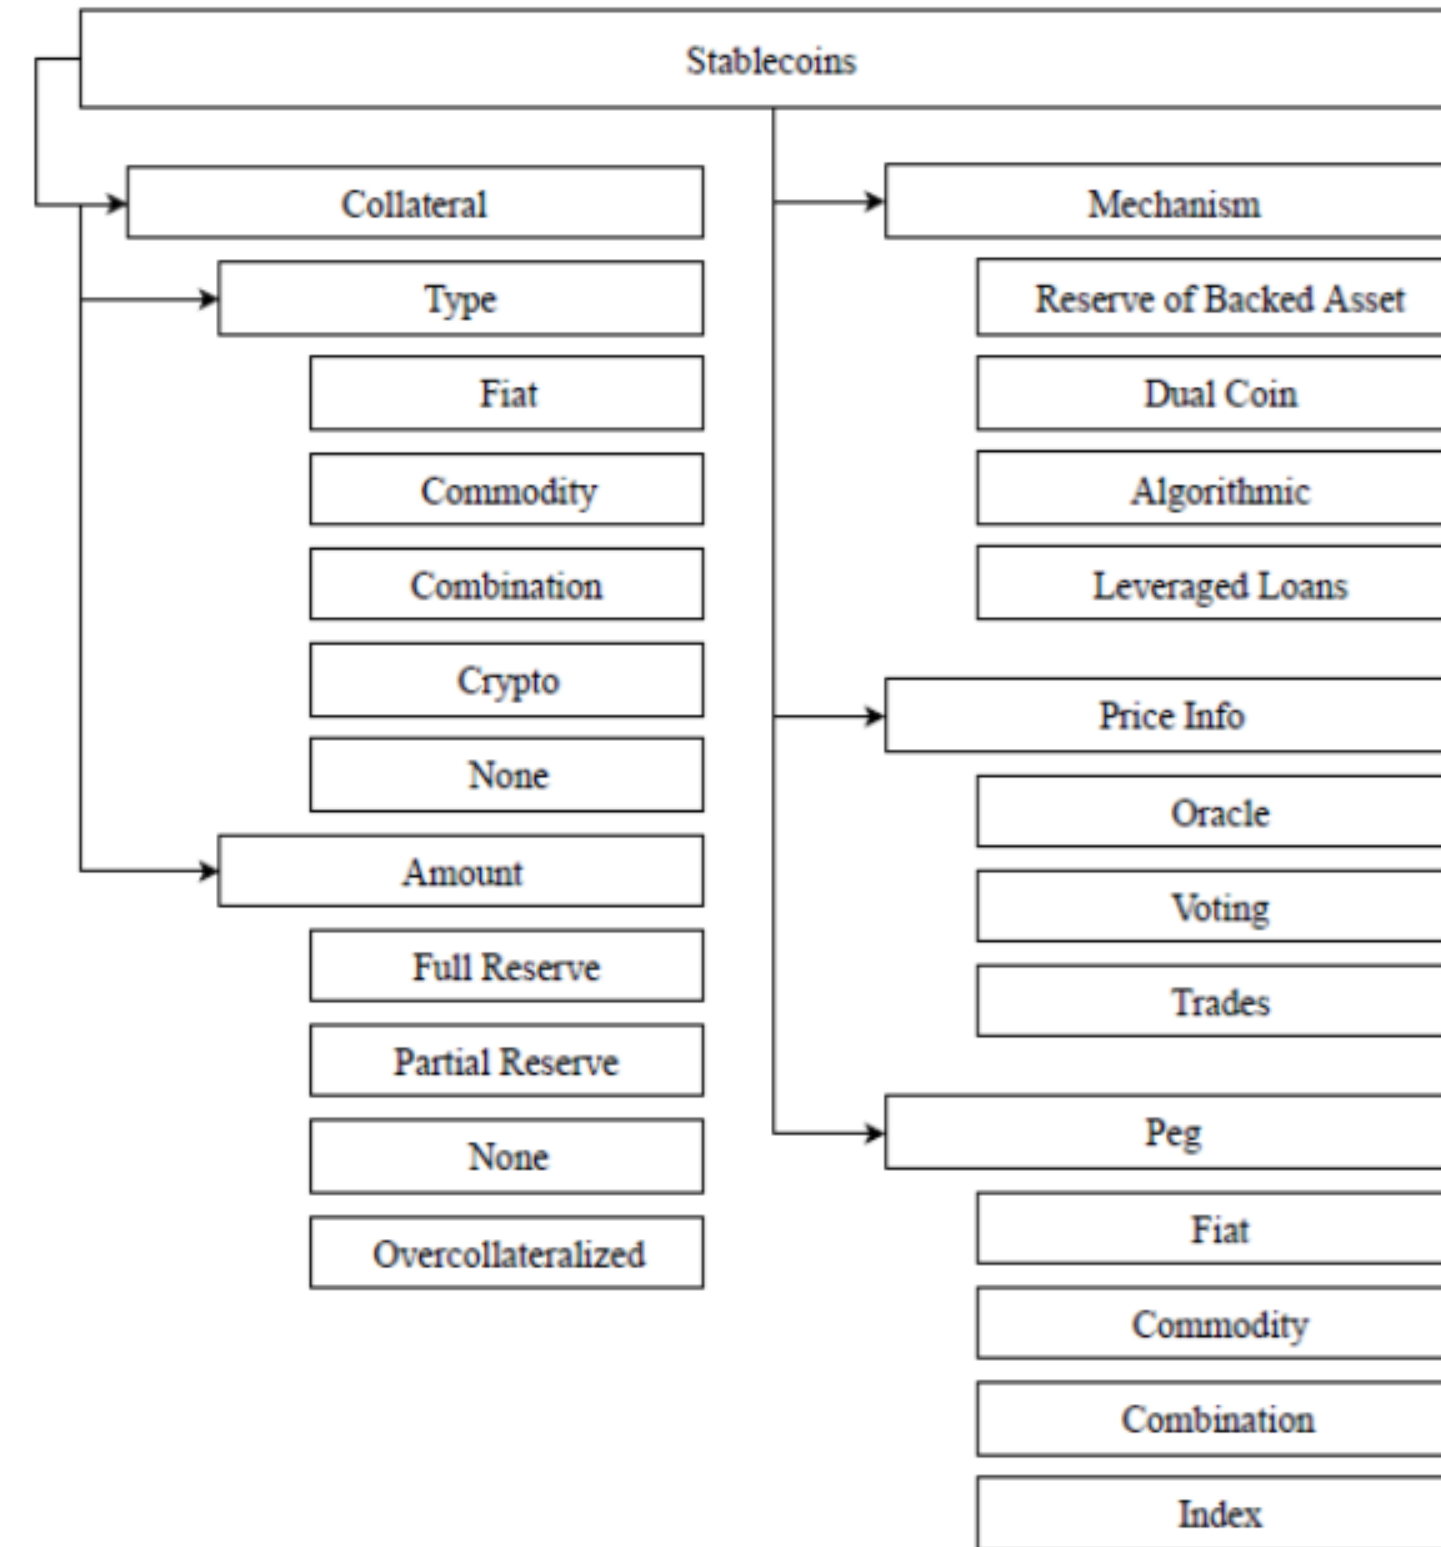 Stablecoins
Collateral
Type
Fiat
Commodity
Combination
Crypto
None
Amount
Full Reserve
Partial Reserve
None
Overcollateralized
Mechanism
Reserve of Backed Asset
Dual Coin
Algorithmic
Leveraged Loans
Price Info
Oracle
Voting
Trades
Peg
Fiat
Commodity
Combination
Index